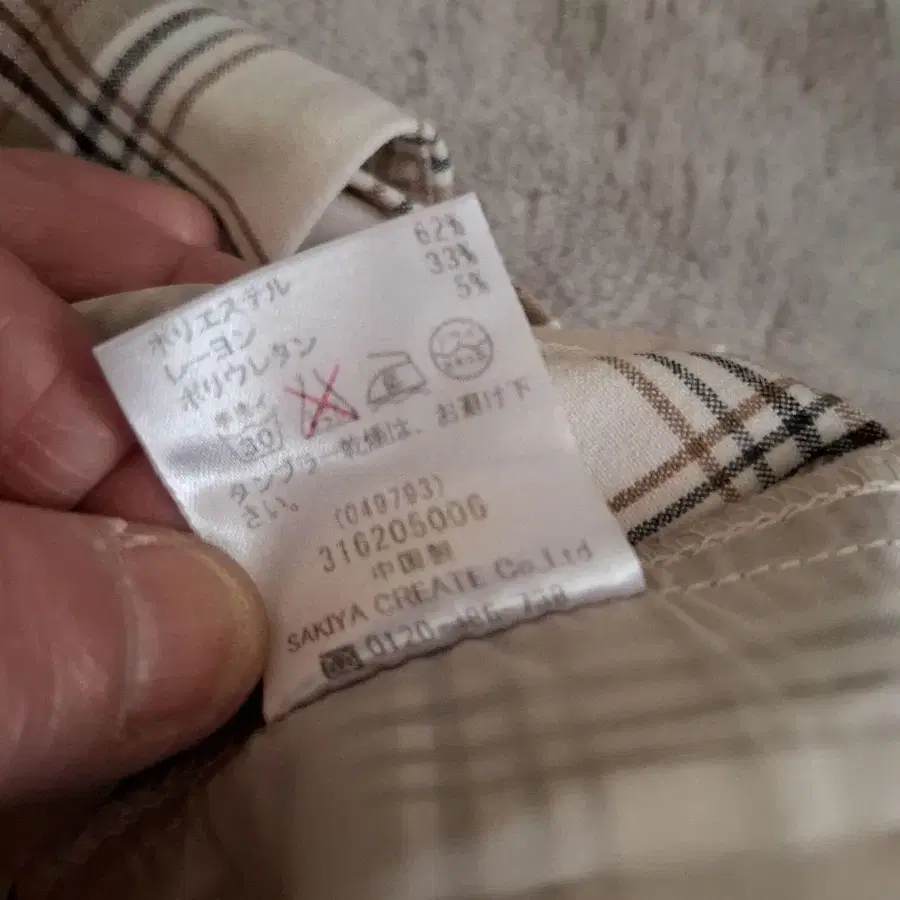 ポリエステル 62%
レーヨン 33%
ポリウレタン 5%
30
タンブラー乾燥は、お避け下
さい。
(049793)
316205006
中国製
SAKIYA CREATE Co.,Ltd
0120-